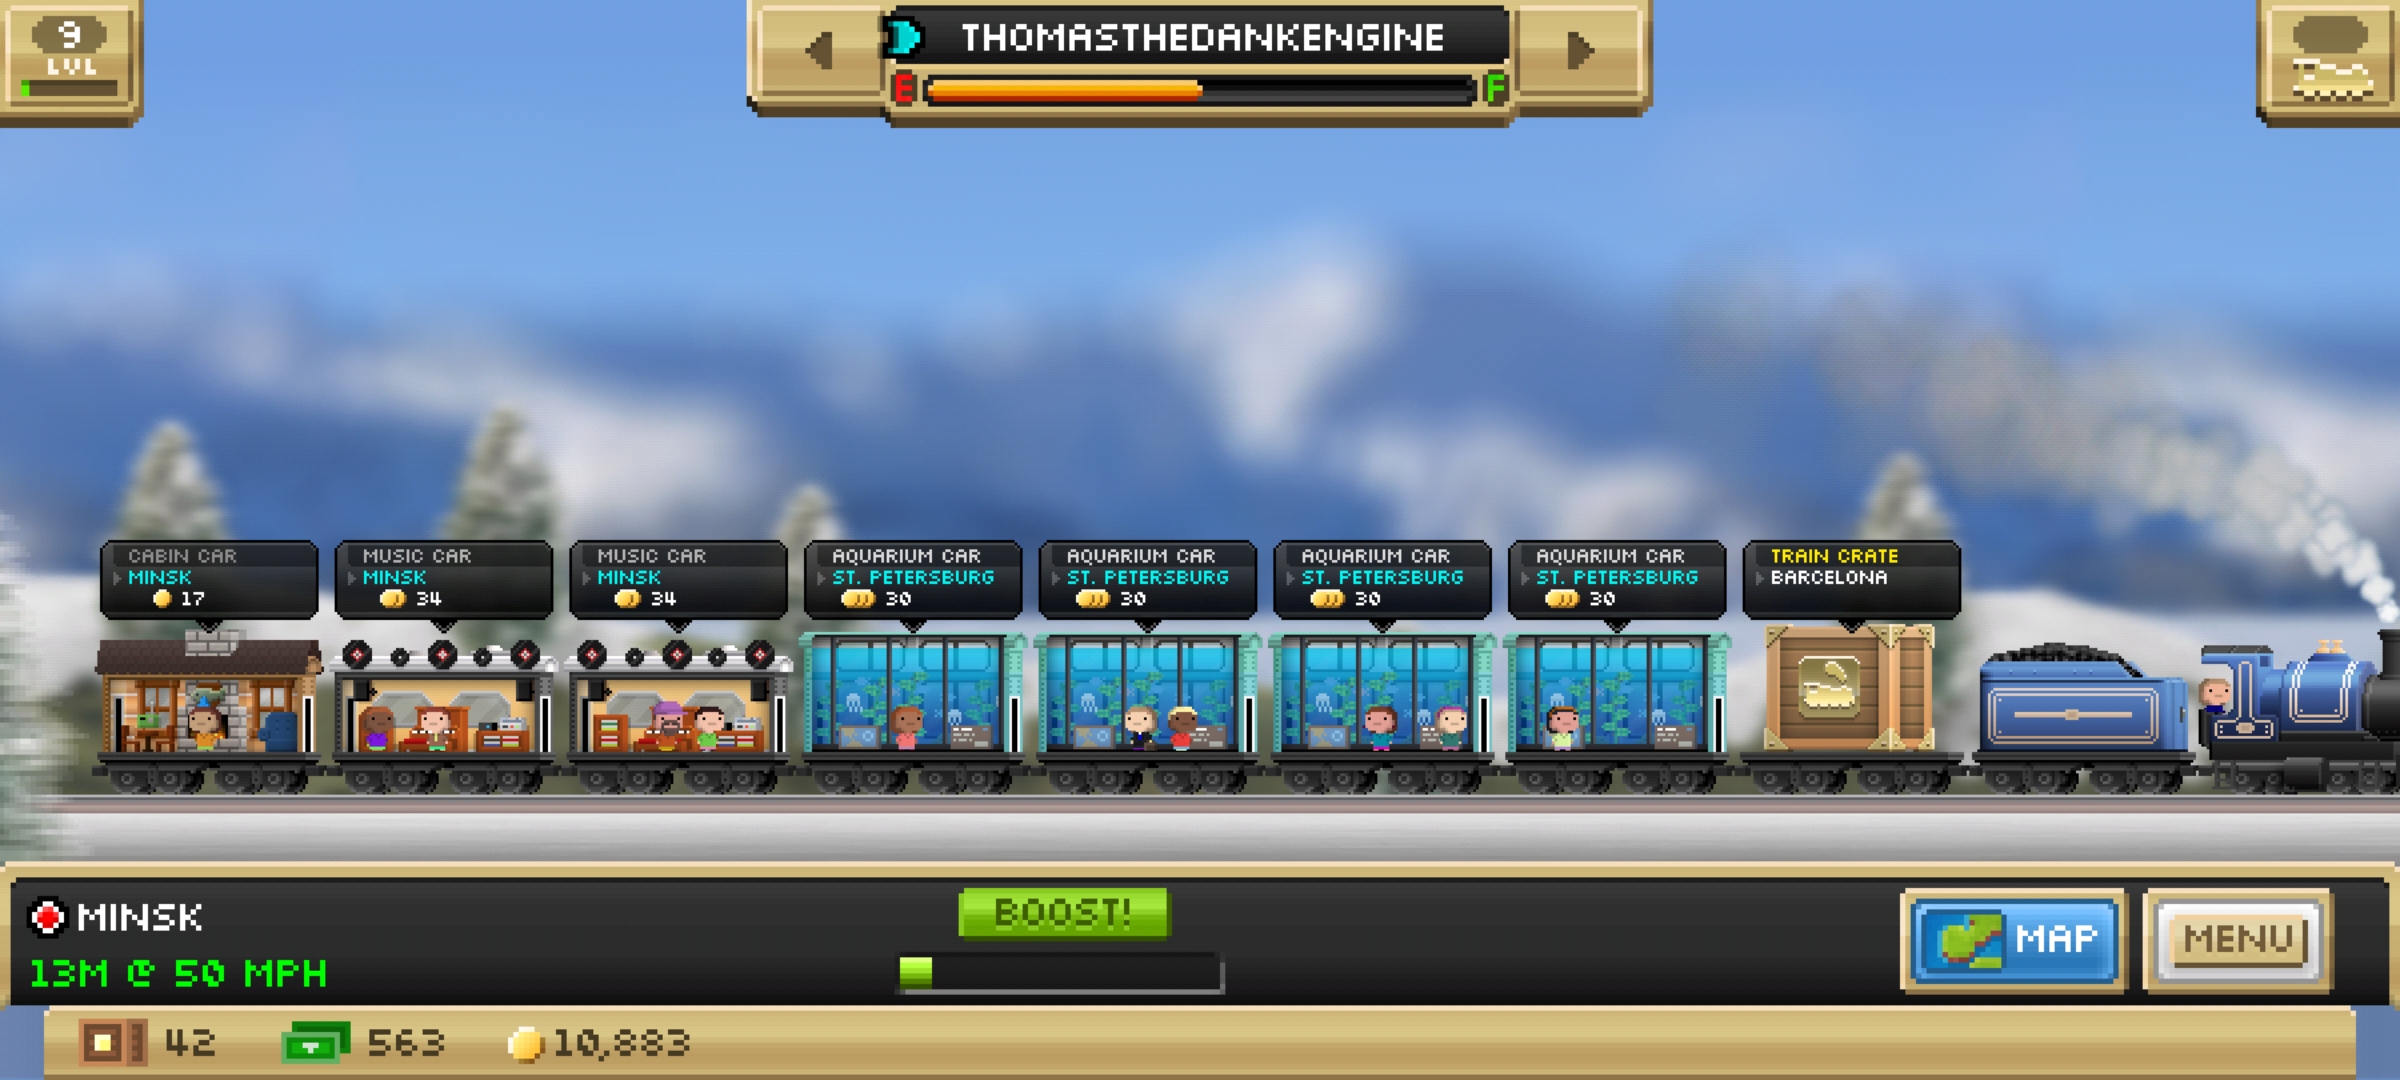 9
LVL
THOMASTHEDANKENGINE
E
F
CABIN CAR
MINSK
17
MUSIC CAR
MINSK
34
MUSIC CAR
MINSK
34
AQUARIUM CAR
ST. PETERSBURG
30
AQUARIUM CAR
ST. PETERSBURG
30
AQUARIUM CAR
ST. PETERSBURG
30
AQUARIUM CAR
ST. PETERSBURG
30
TRAIN CRATE
BARCELONA
MINSK
13M @ 50 MPH
BOOST!
MAP
MENU
42
563
10,883